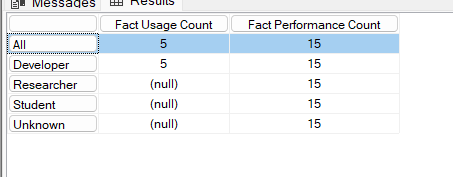 Messages Results
Fact Usage Count Fact Performance Count
All 5 15
Developer 5 15
Researcher (null) 15
Student (null) 15
Unknown (null) 15